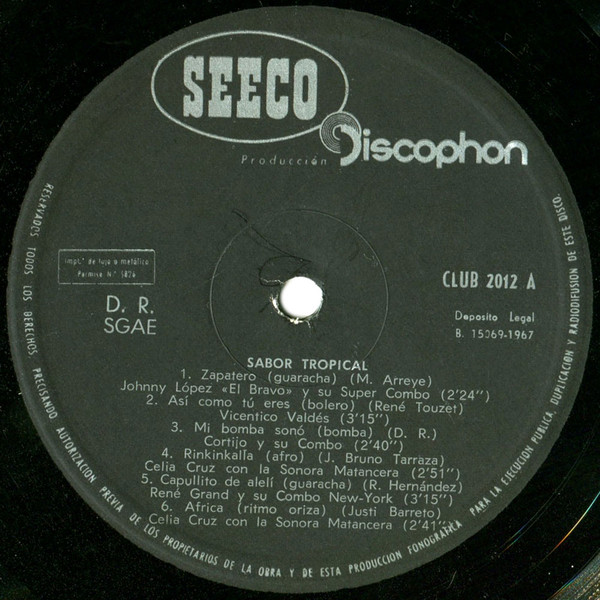 SEECO
Producción Discophon
Impt.º de lujo a metálico
Permiso N.º 5826
CLUB 2012 A
D. R.
SGAE
Deposito Legal
B. 15069-1967
SABOR TROPICAL
1. Zapatero (guaracha) (M. Arreye)
Johnny López «El Bravo» y su Super Combo (2'24'')
2. Así como tú eres (bolero) (René Touzet)
Vicentico Valdés (3'15'')
3. Mi bomba sonó (bomba) (D. R.)
Cortijo y su Combo (2'40'')
4. Rinkinkalla (afro) (J. Bruno Tarraza)
Celia Cruz con la Sonora Matancera (2'51'')
5. Capullito de alelí (guaracha) (R. Hernández)
René Grand y su Combo New-York (3'15'')
6. Africa (ritmo oriza) (Justi Barreto)
Celia Cruz con la Sonora Matancera (2'41'')
RESERVADOS TODOS LOS DERECHOS, PRECISANDO AUTORIZACION PREVIA DE LOS PROPIETARIOS DE LA OBRA Y DE ESTA PRODUCCION FONOGRAFICA PARA LA EJECUCION PUBLICA, DUPLICACION Y RADIODIFUSION DE ESTE DISCO.